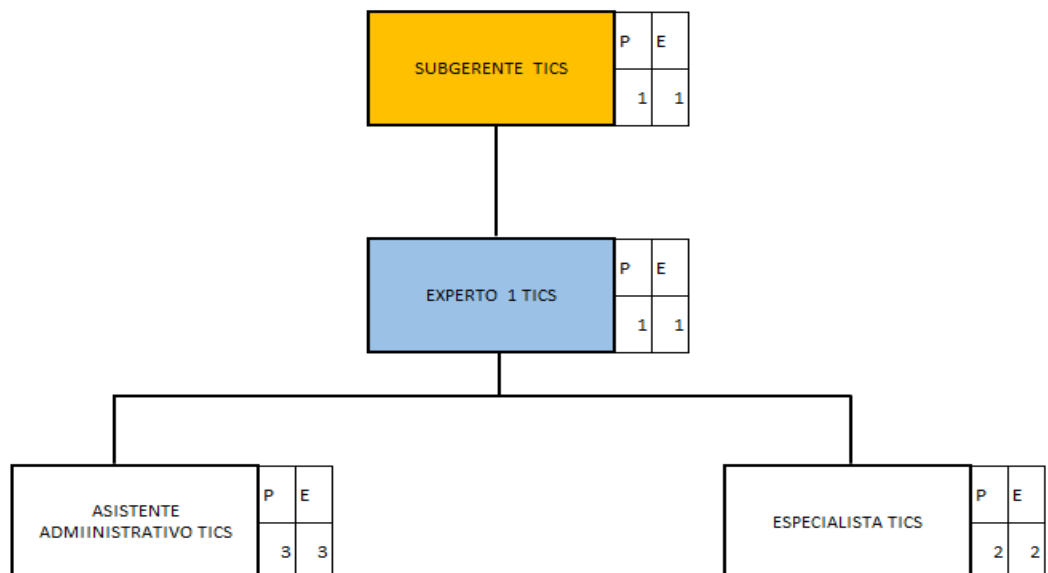 SUBGERENTE TICS
P E
1 1
EXPERTO 1 TICS
P E
1 1
ASISTENTE
ADMIINISTRATIVO TICS
P E
3 3
ESPECIALISTA TICS
P E
2 2